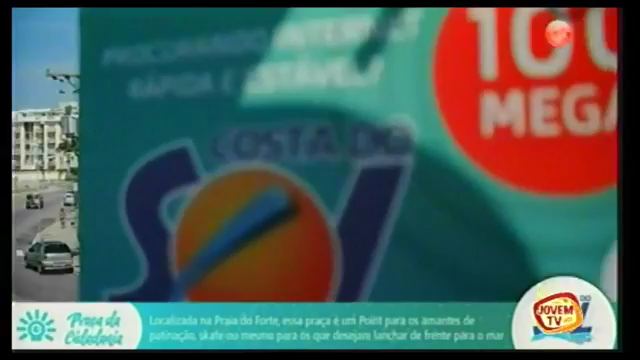 PROCURANDO INTERNET
RÁPIDA E ESTÁVEL?
100
MEGA
COSTA DO
SOL
Praça da
Cidadania
Localizada na Praia do Forte, essa praça é um Point para os amantes de
patinação, skate ou mesmo para os que desejam lanchar de frente para o mar
JOVEM
TV
DO